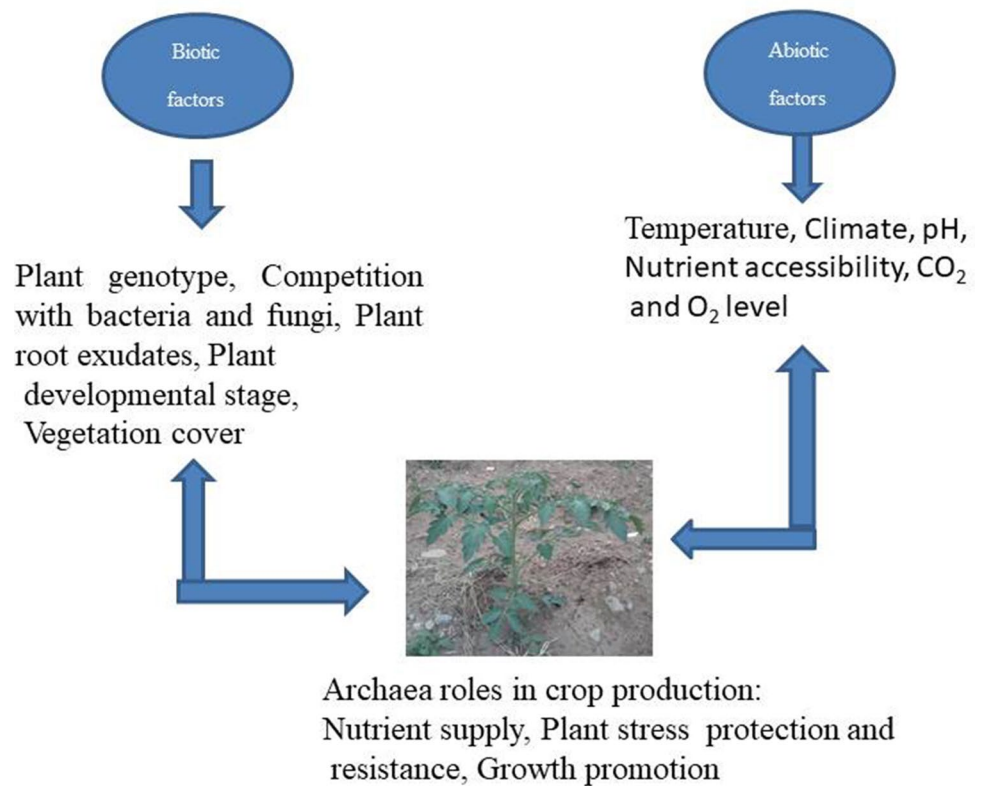 Biotic
factors
Abiotic
factors
Plant genotype, Competition
with bacteria and fungi, Plant
root exudates, Plant
developmental stage,
Vegetation cover
Temperature, Climate, pH,
Nutrient accessibility, CO₂
and O₂ level
Archaea roles in crop production:
Nutrient supply, Plant stress protection and
resistance, Growth promotion